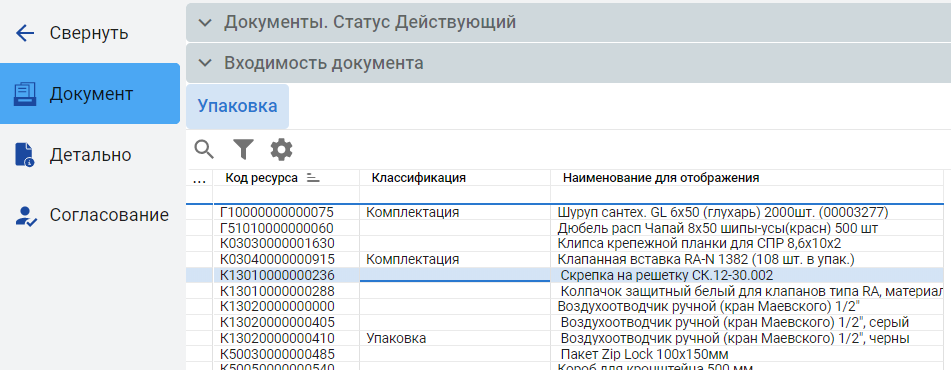 Свернуть
Документ
Детально
Согласование
Документы. Статус Действующий
Входимость документа
Упаковка
... Код ресурса Классификация Наименование для отображения
Г10000000000075 Комплектация Шуруп сантех. GL 6x50 (глухарь) 2000шт. (00003277)
Г51010000000060 Дюбель расп Чапай 8x50 шипы-усы(красн) 500 шт
К03030000001630 Клипса крепежной планки для СПР 8,6x10x2
К03040000000915 Комплектация Клапанная вставка RA-N 1382 (108 шт. в упак.)
К13010000000236 Скрепка на решетку СК.12-30.002
К13010000000288 Колпачок защитный белый для клапанов типа RA, материал
К13020000000000 Воздухоотводчик ручной (кран Маевского) 1/2"
К13020000000405 Воздухоотводчик ручной (кран Маевского) 1/2", серый
К13020000000410 Упаковка Воздухоотводчик ручной (кран Маевского) 1/2", черны
К50030000000485 Пакет Zip Lock 100x150мм
К50050000000540 Короб для кронштейна 500 мм